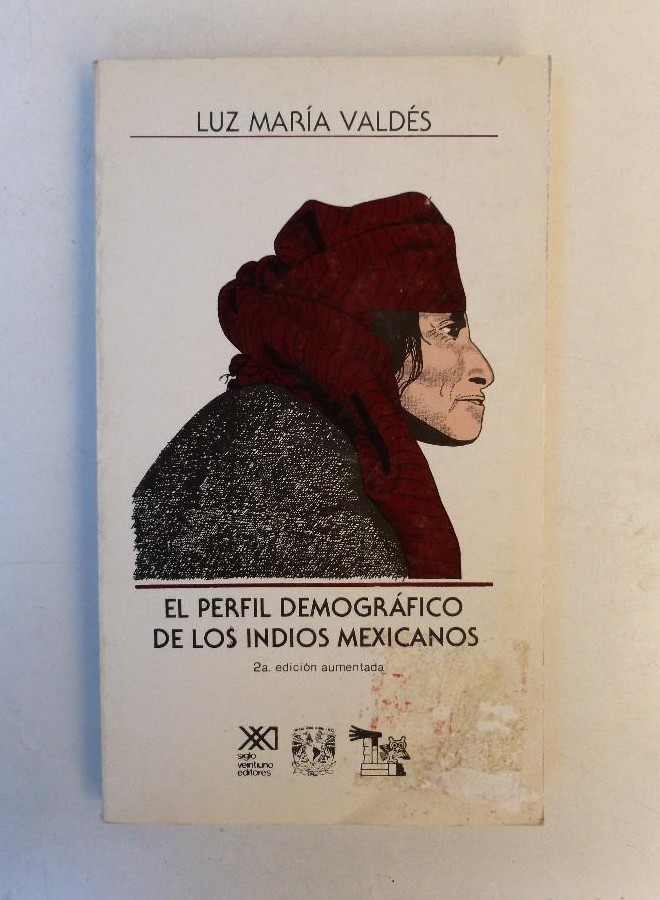 LUZ MARÍA VALDÉS
EL PERFIL DEMOGRÁFICO
DE LOS INDIOS MEXICANOS
2a. edición aumentada
siglo
veintiuno
editores